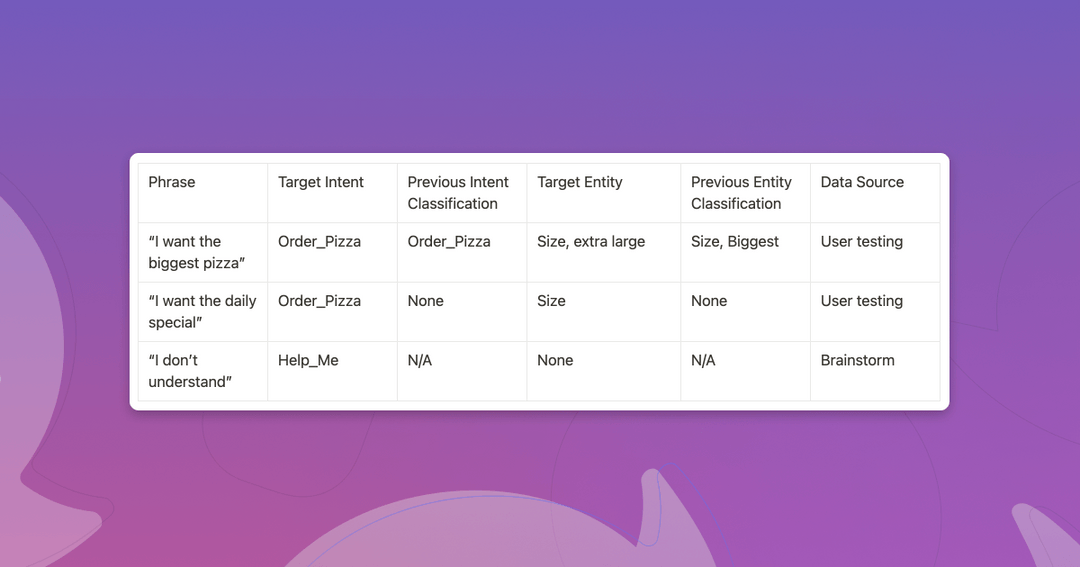 Phrase
Target Intent
Previous Intent
Classification
Target Entity
Previous Entity
Classification
Data Source
“I want the
biggest pizza”
Order_Pizza
Order_Pizza
Size, extra large
Size, Biggest
User testing
“I want the daily
special”
Order_Pizza
None
Size
None
User testing
“I don’t
understand”
Help_Me
N/A
None
N/A
Brainstorm